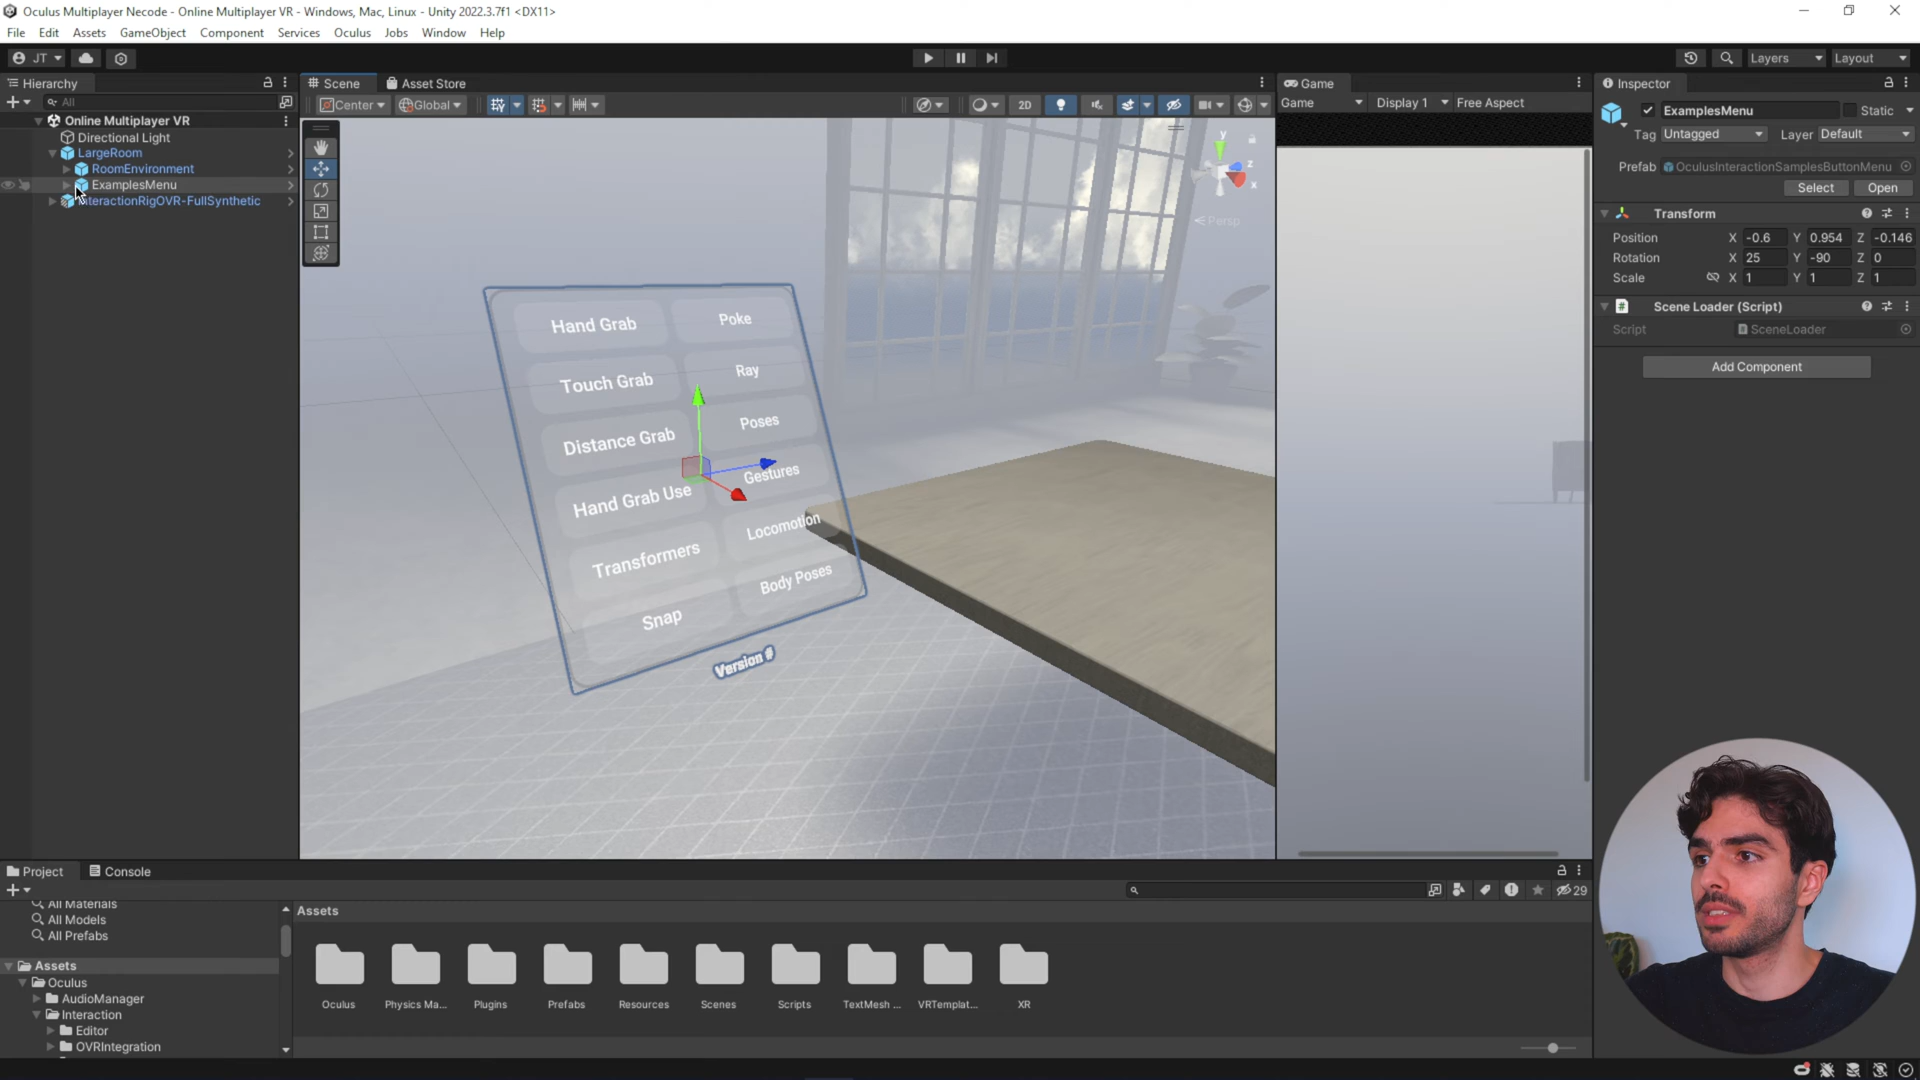 Oculus Multiplayer Necode - Online Multiplayer VR - Windows, Mac, Linux - Unity 2022.3.7f1 <DX11>
File Edit Assets GameObject Component Services Oculus Jobs Window Help
JT Layers Layout
Hierarchy Scene Asset Store Game Inspector
All Center Global 2D Game Display 1 Free Aspect
Online Multiplayer VR
Directional Light
LargeRoom
RoomEnvironment
ExamplesMenu
InteractionRigOVR-FullSynthetic
y
z
x
Persp
Hand Grab Poke
Touch Grab Ray
Distance Grab Poses
Hand Grab Use Gestures
Transformers Locomotion
Snap Body Poses
Version #
ExamplesMenu Static
Tag Untagged Layer Default
Prefab OculusInteractionSamplesButtonMenu
Select Open
Transform
Position X -0.6 Y 0.954 Z -0.146
Rotation X 25 Y -90 Z 0
Scale X 1 Y 1 Z 1
Scene Loader (Script)
Script SceneLoader
Add Component
Project Console
29
All Materials
All Models
All Prefabs
Assets
Oculus
AudioManager
Interaction
Editor
OVRIntegration
Assets
Oculus Physics Ma... Plugins Prefabs Resources Scenes Scripts TextMesh ... VRTemplat... XR